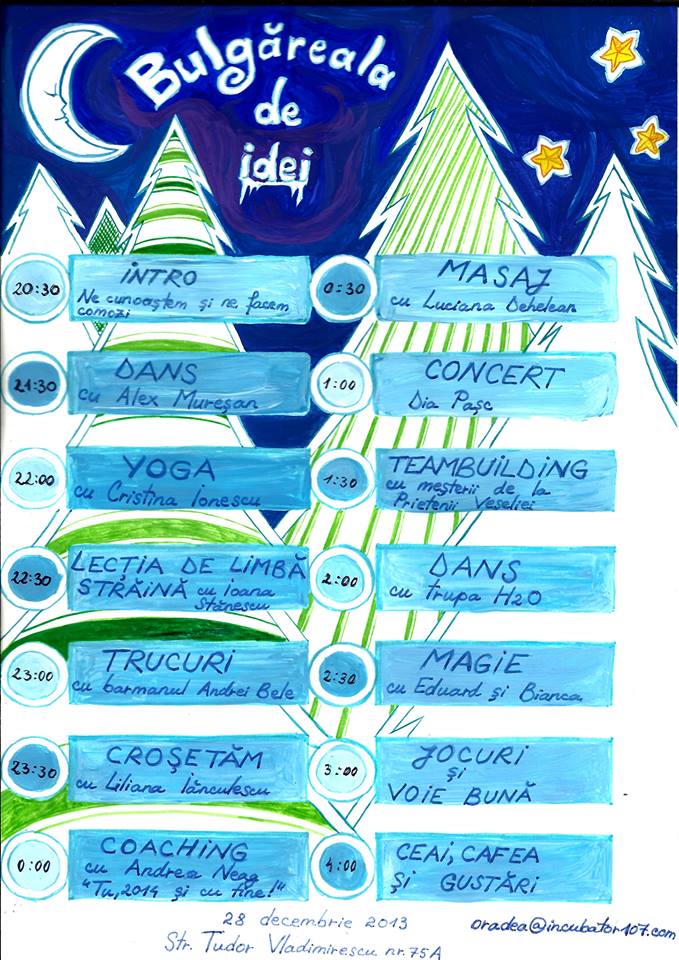 Bulgăreala
de
idei
20:30
INTRO
Ne cunoaștem și ne facem
comozi
21:30
DANS
cu Alex Mureșan
22:00
YOGA
cu Cristina Ionescu
22:30
LECȚIA DE LIMBĂ
STRĂINĂ cu Ioana
Stănescu
23:00
TRUCURI
cu barmanul Andrei Bele
23:30
CROȘETĂM
cu Liliana Iănculescu
0:00
COACHING
cu Andreea Neag
"Tu, 2014 și cu tine!"
0:30
MASAJ
cu Luciana Dehelean
1:00
CONCERT
Dia Pașc
1:30
TEAMBUILDING
cu meșterii de la
Prietenii Veseliei
2:00
DANS
cu trupa H2O
2:30
MAGIE
cu Eduard și Bianca
3:00
JOCURI
și
VOIE BUNĂ
4:00
CEAI, CAFEA
ȘI GUSTĂRI
28 decembrie 2013
Str. Tudor Vladimirescu nr. 75A
oradea@incubator107.com